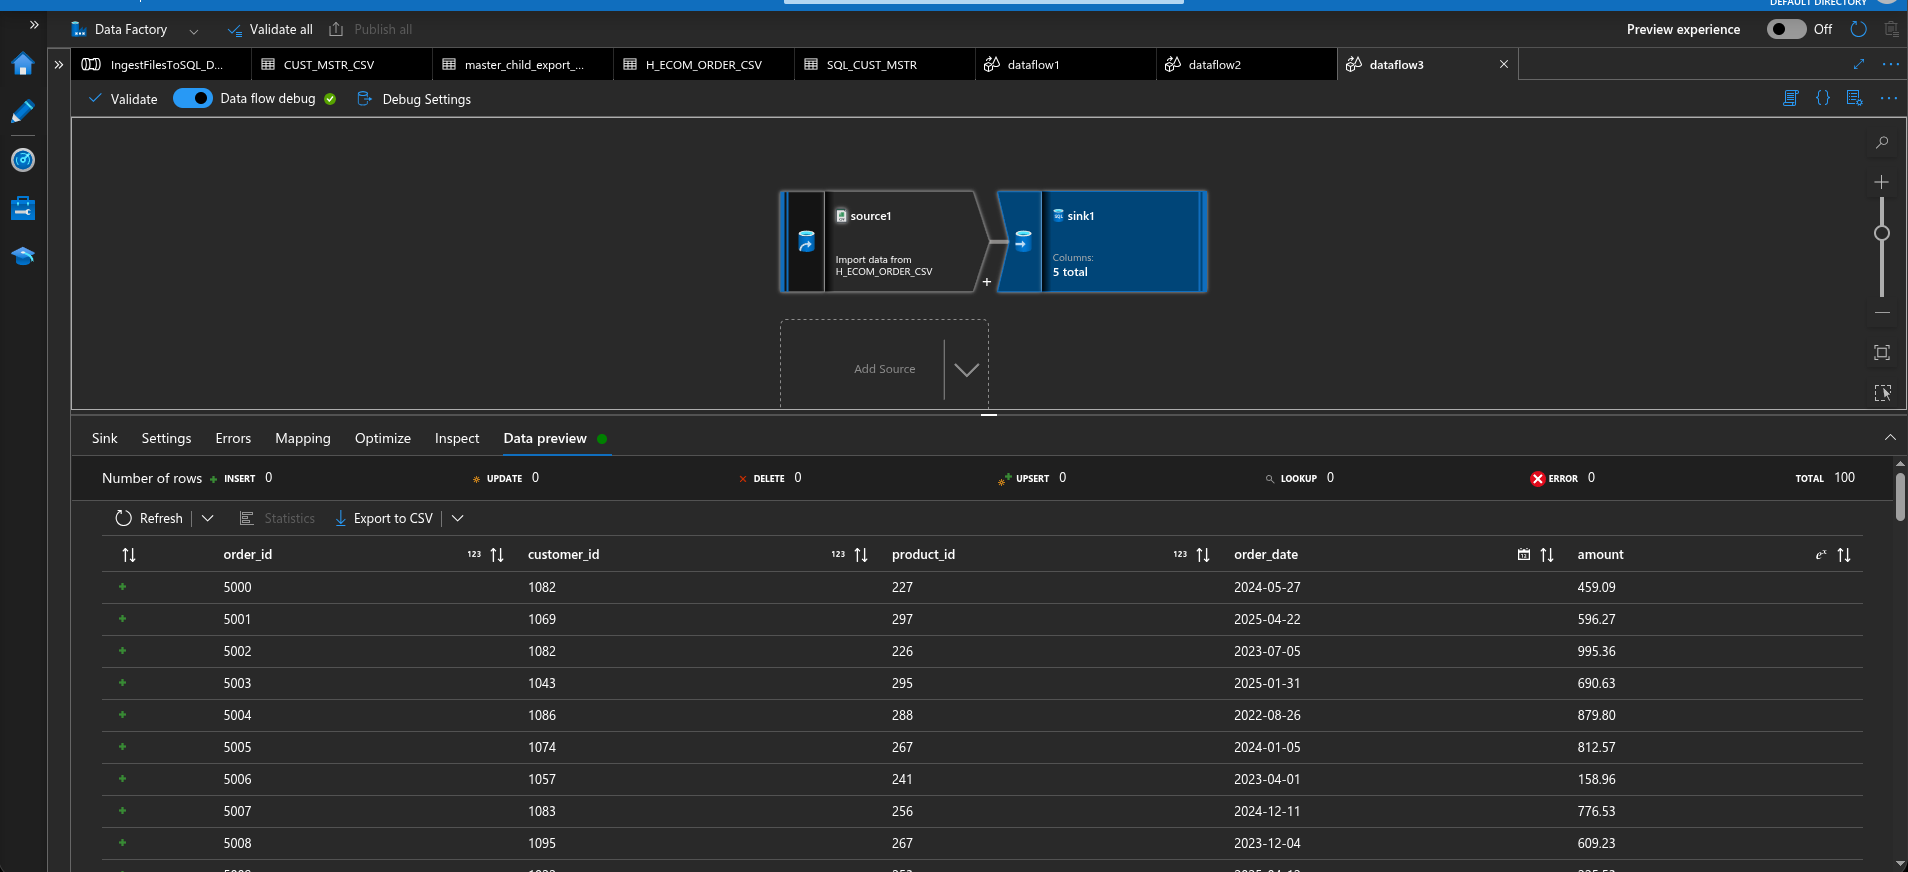 DEFAULT DIRECTORY
Data Factory
Validate all
Publish all
Preview experience
Off
IngestFilesToSQL_D...
CUST_MSTR_CSV
master_child_export_...
H_ECOM_ORDER_CSV
SQL_CUST_MSTR
dataflow1
dataflow2
dataflow3
Validate
Data flow debug
Debug Settings
source1
Import data from
H_ECOM_ORDER_CSV
sink1
Columns:
5 total
Add Source
Sink Settings Errors Mapping Optimize Inspect Data preview
Number of rows + INSERT 0 UPDATE 0 DELETE 0 UPSERT 0 LOOKUP 0 ERROR 0 TOTAL 100
Refresh Statistics Export to CSV
order_id 123 customer_id 123 product_id 123 order_date amount e^x
5000 1082 227 2024-05-27 459.09
5001 1069 297 2025-04-22 596.27
5002 1082 226 2023-07-05 995.36
5003 1043 295 2025-01-31 690.63
5004 1086 288 2022-08-26 879.80
5005 1074 267 2024-01-05 812.57
5006 1057 241 2023-04-01 158.96
5007 1083 256 2024-12-11 776.53
5008 1095 267 2023-12-04 609.23